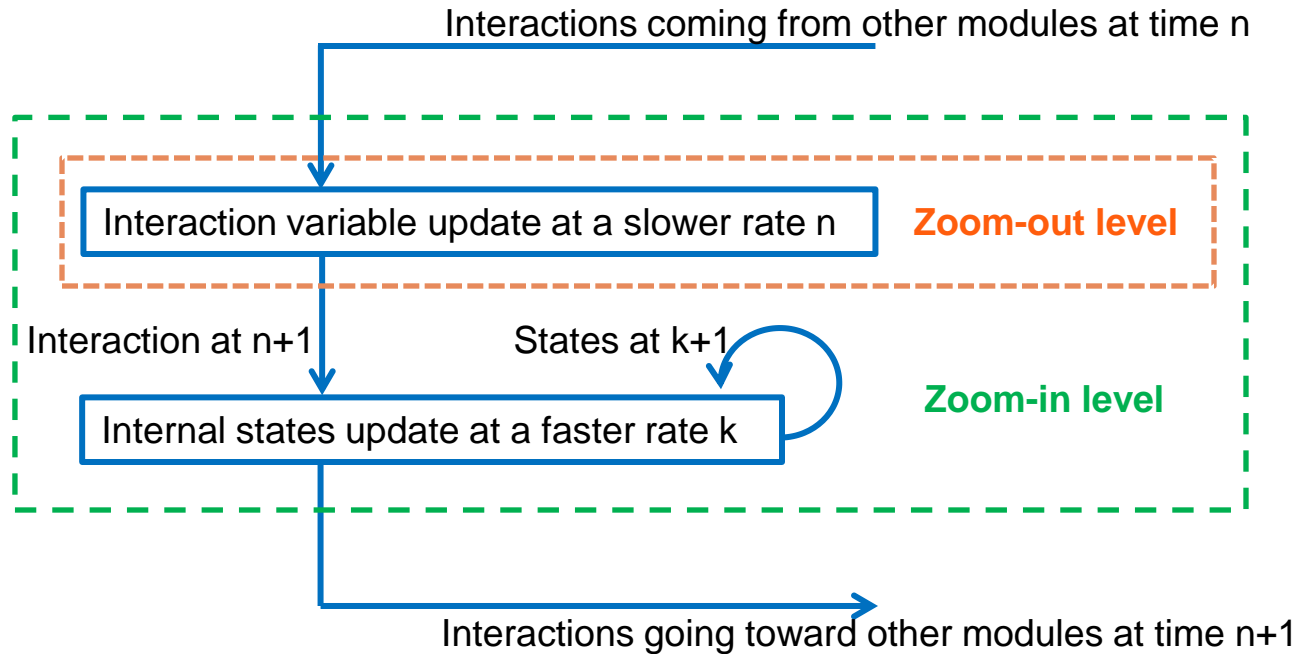 Interactions coming from other modules at time n
Interaction variable update at a slower rate n
Zoom-out level
Interaction at n+1
States at k+1
Zoom-in level
Internal states update at a faster rate k
Interactions going toward other modules at time n+1